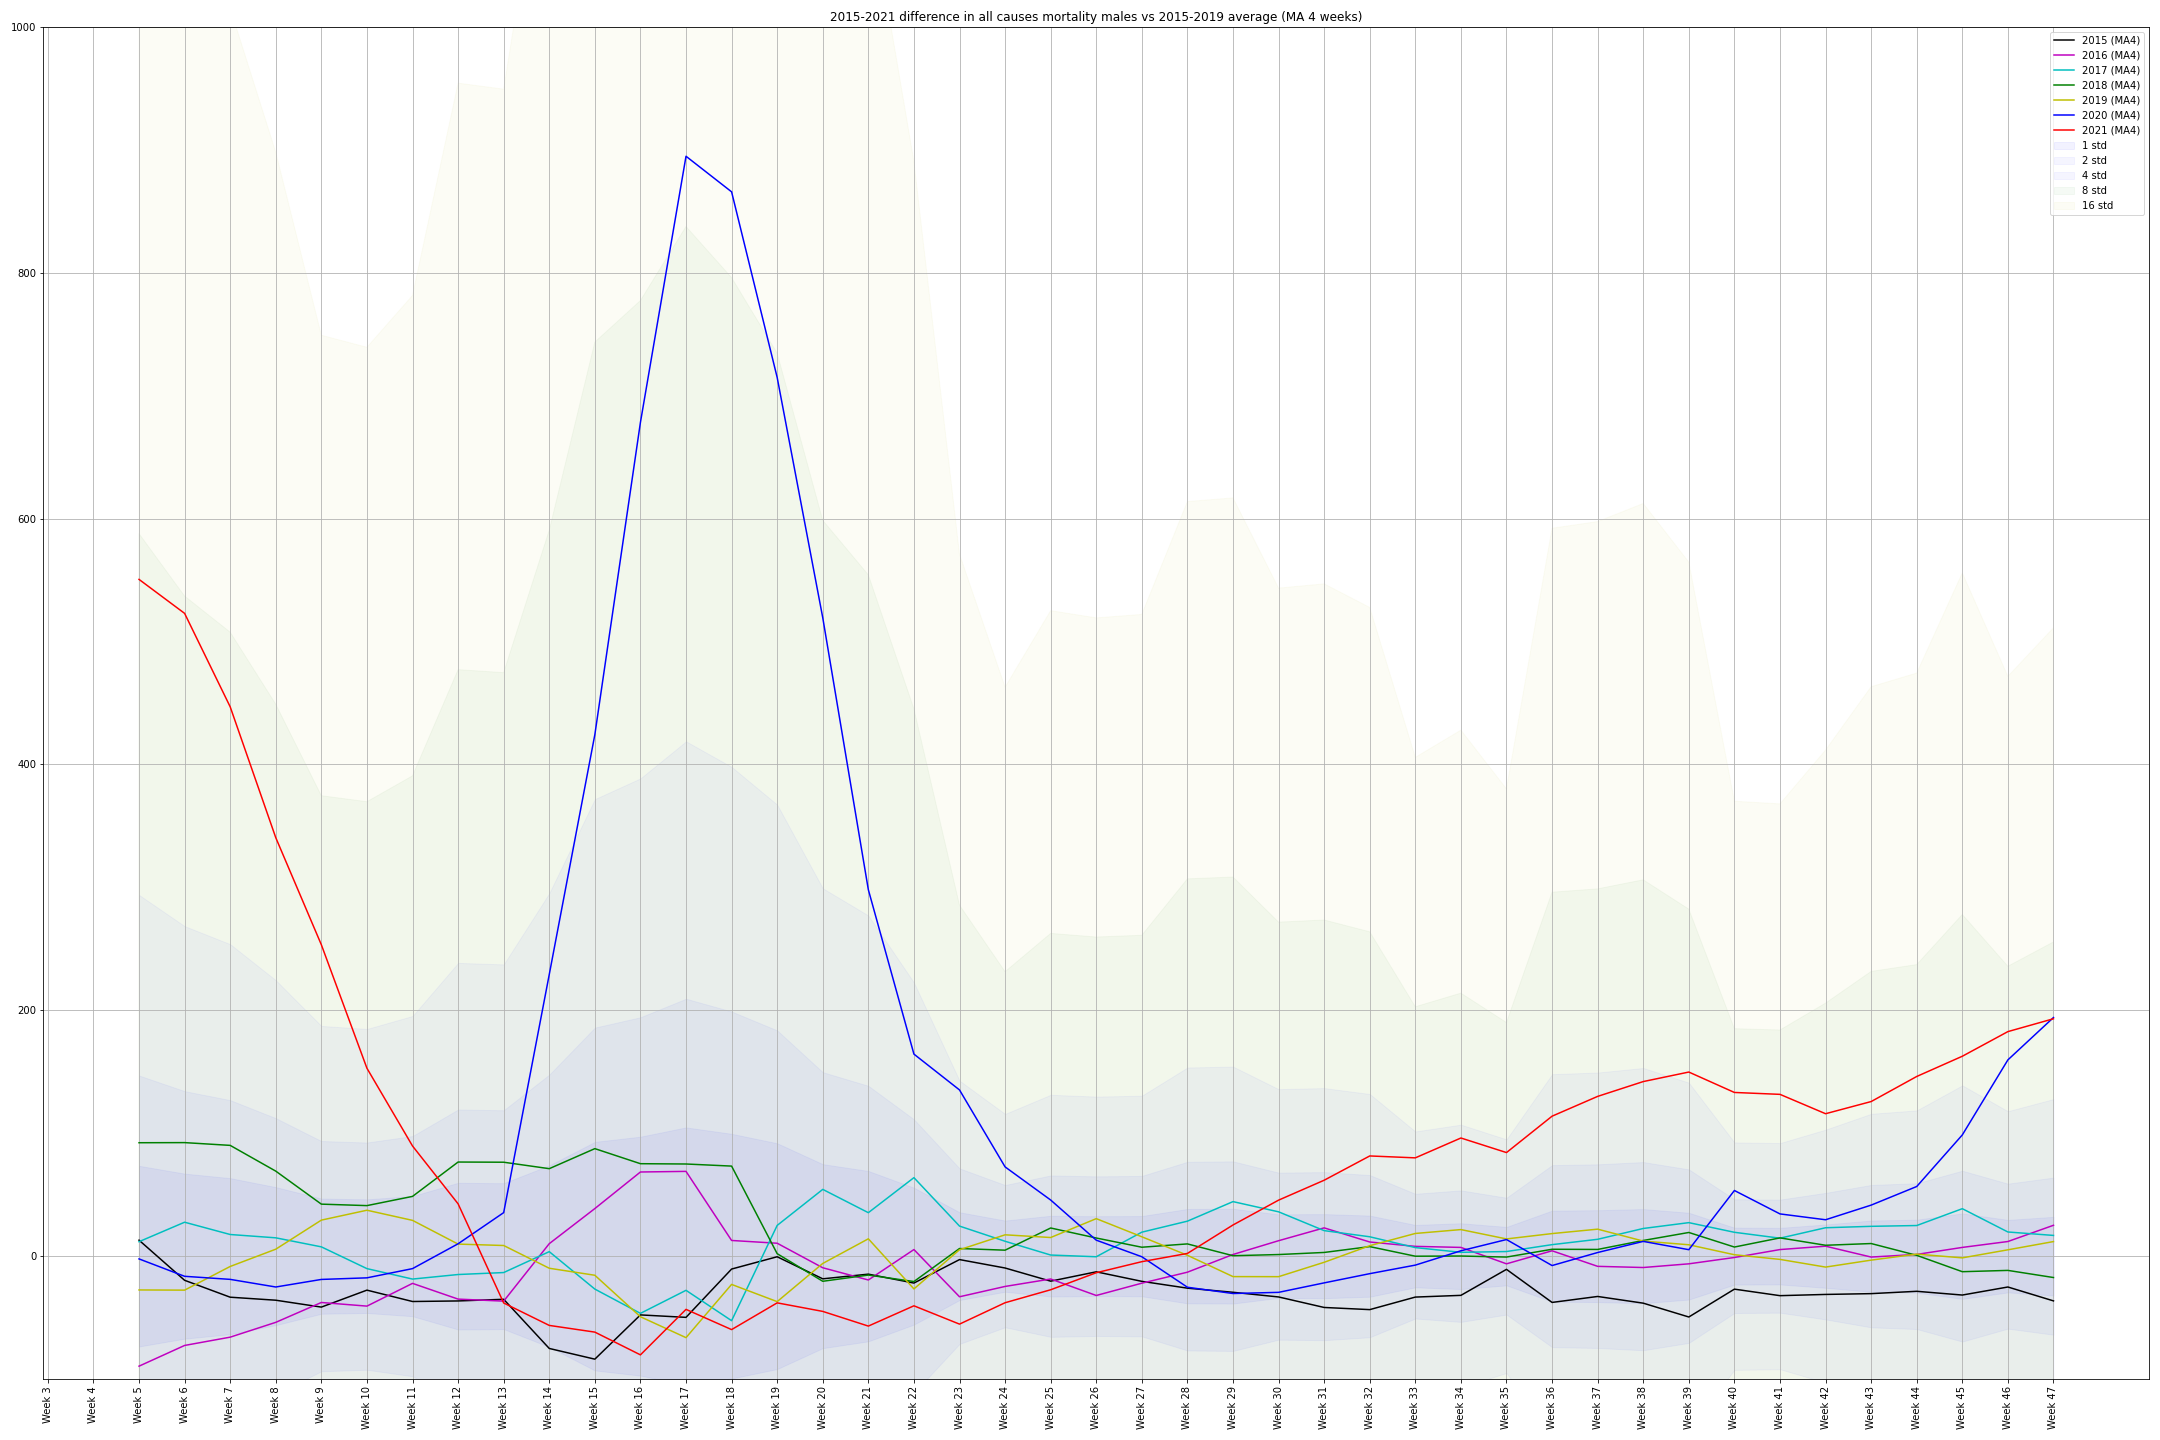 2015-2021 difference in all causes mortality males vs 2015-2019 average (MA 4 weeks)
1000
800
600
400
200
0
2015 (MA4)
2016 (MA4)
2017 (MA4)
2018 (MA4)
2019 (MA4)
2020 (MA4)
2021 (MA4)
1 std
2 std
4 std
8 std
16 std
Week 3
Week 4
Week 5
Week 6
Week 7
Week 8
Week 9
Week 10
Week 11
Week 12
Week 13
Week 14
Week 15
Week 16
Week 17
Week 18
Week 19
Week 20
Week 21
Week 22
Week 23
Week 24
Week 25
Week 26
Week 27
Week 28
Week 29
Week 30
Week 31
Week 32
Week 33
Week 34
Week 35
Week 36
Week 37
Week 38
Week 39
Week 40
Week 41
Week 42
Week 43
Week 44
Week 45
Week 46
Week 47